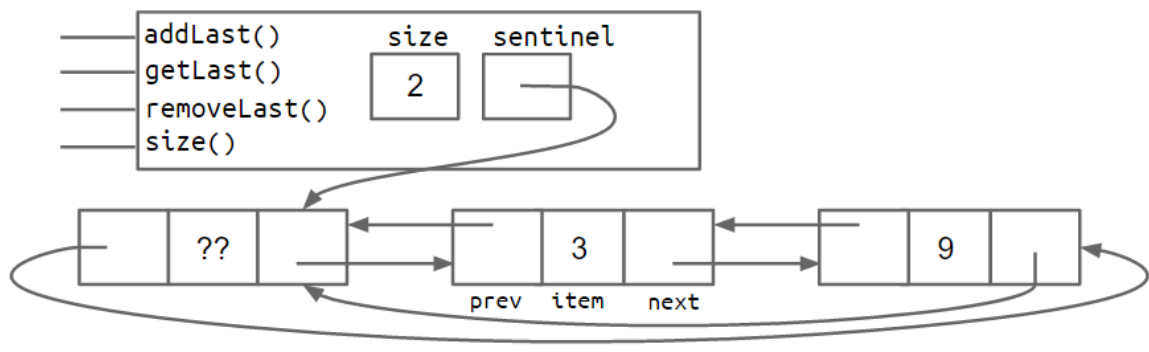 addLast()
size sentinel
getLast()
2
removeLast()
size()
?? 3 9
prev item next